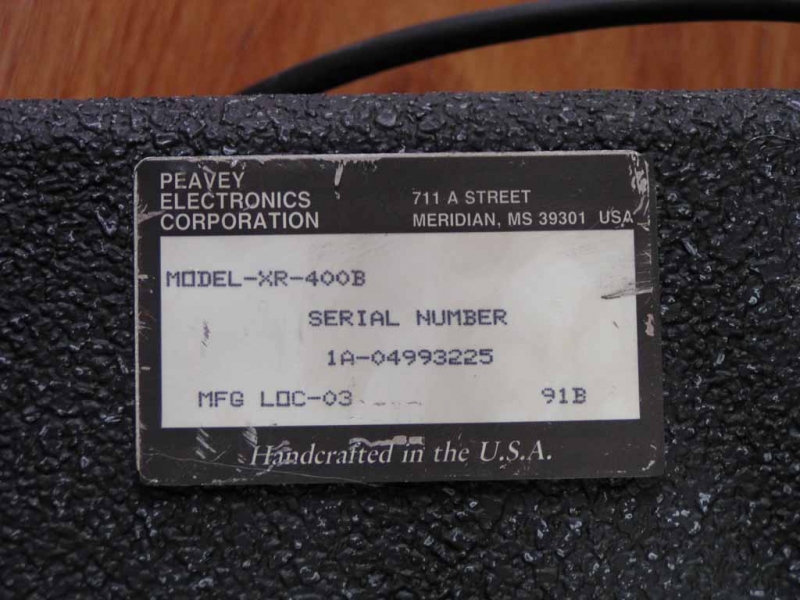 PEAVEY
ELECTRONICS
CORPORATION
711 A STREET
MERIDIAN, MS 39301 USA
MODEL-XR-400B
SERIAL NUMBER
1A-04993225
MFG LOC-03 91B
Handcrafted in the U.S.A.